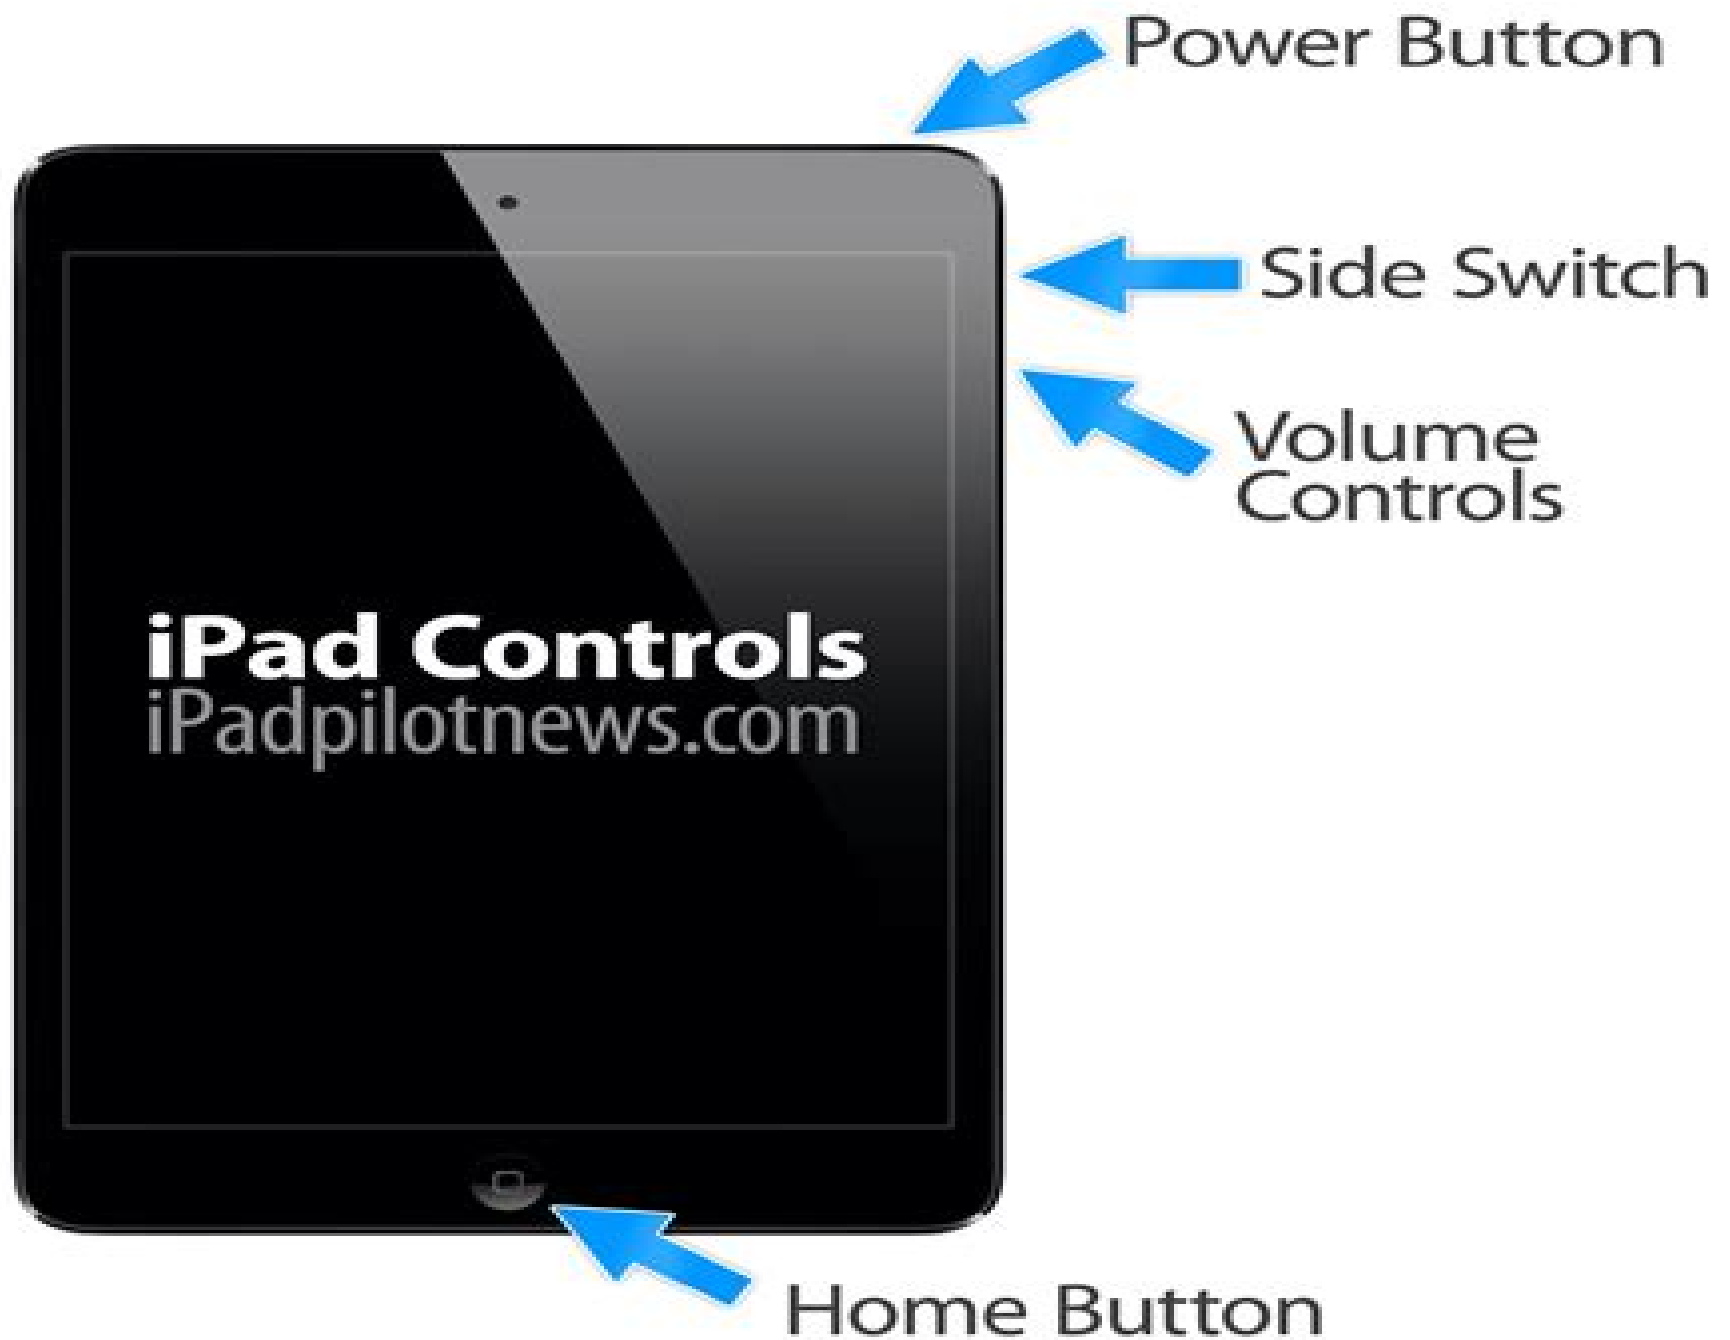 Power Button
Side Switch
Volume
Controls
iPad Controls
iPadpilotnews.com
Home Button